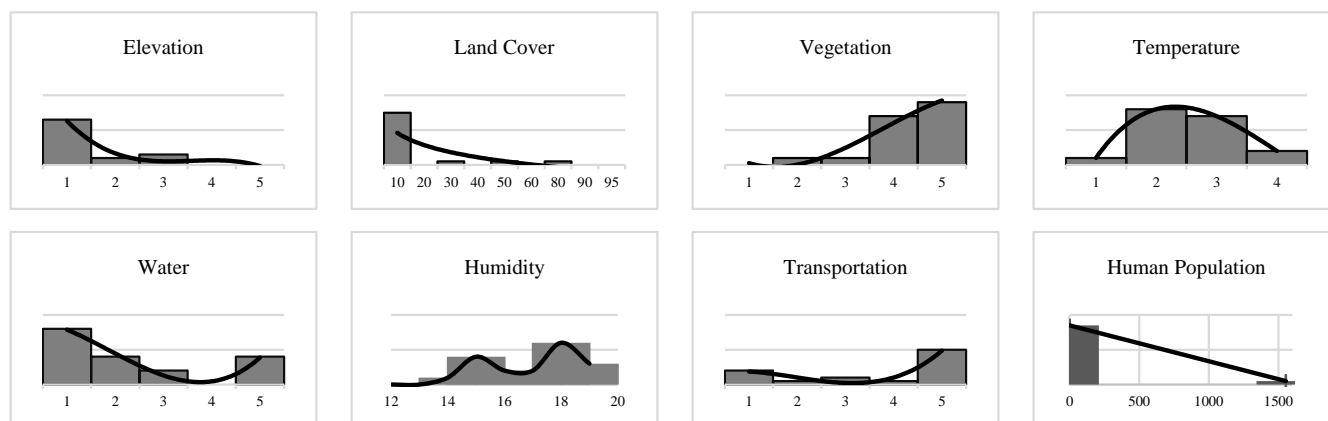 Elevation
1 2 3 4 5
Land Cover
10 20 30 40 50 60 80 90 95
Vegetation
1 2 3 4 5
Temperature
1 2 3 4
Water
1 2 3 4 5
Humidity
12 14 16 18 20
Transportation
1 2 3 4 5
Human Population
0 500 1000 1500